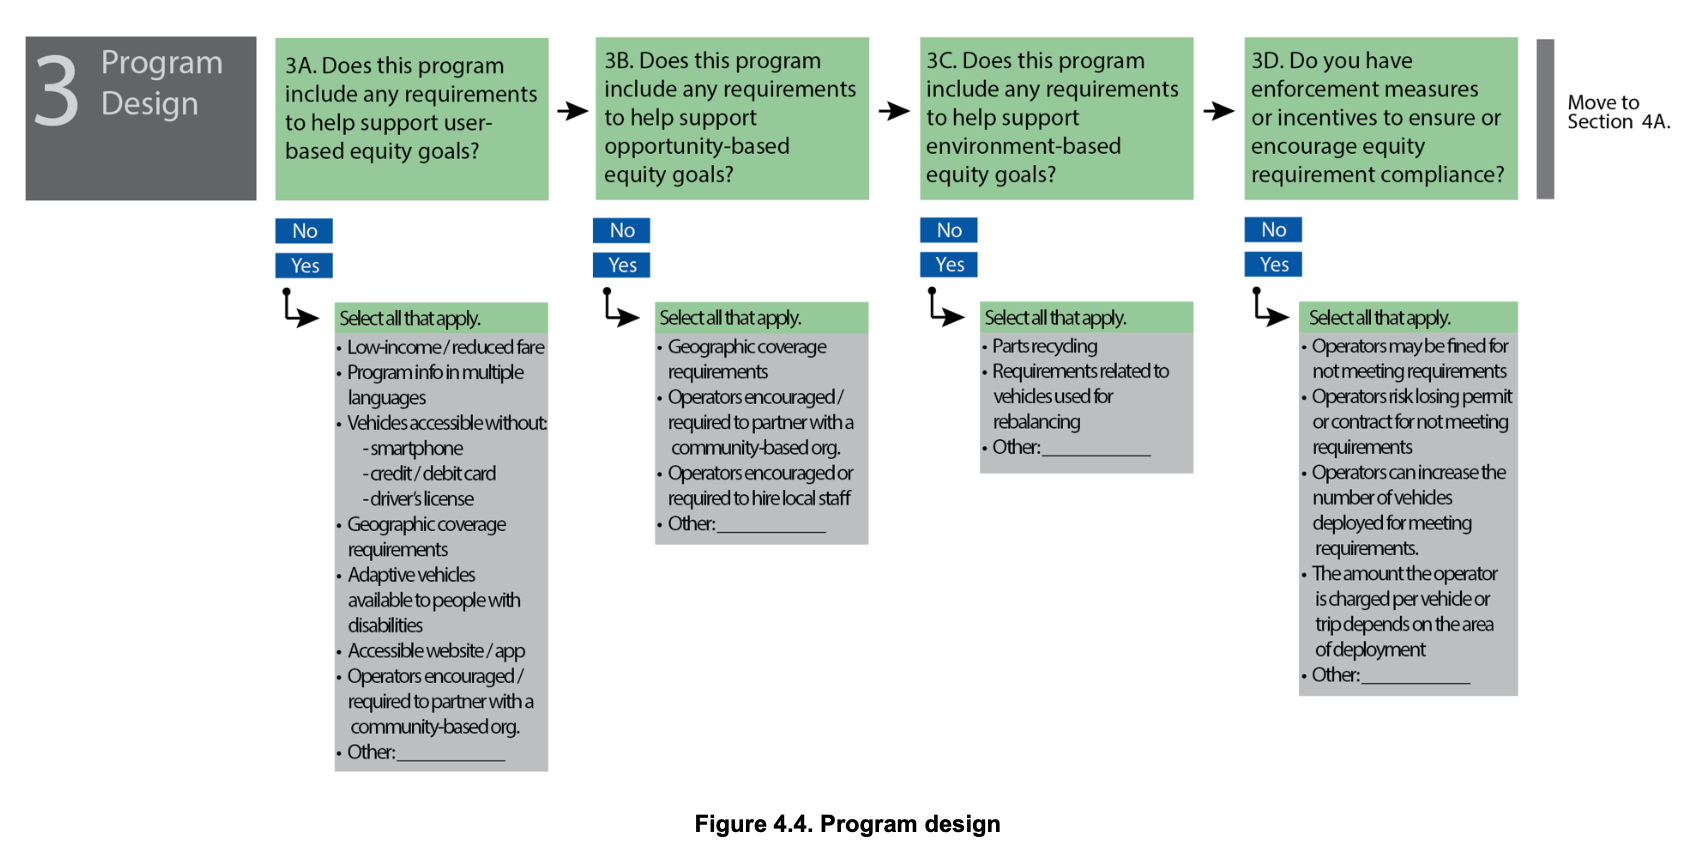 3 Program
Design
3A. Does this program
include any requirements
to help support user-
based equity goals?
No
Yes
Select all that apply.
• Low-income / reduced fare
• Program info in multiple
languages
• Vehicles accessible without:
- smartphone
- credit / debit card
- driver's license
• Geographic coverage
requirements
• Adaptive vehicles
available to people with
disabilities
• Accessible website / app
• Operators encouraged /
required to partner with a
community-based org.
• Other: ___________
3B. Does this program
include any requirements
to help support
opportunity-based
equity goals?
No
Yes
Select all that apply.
• Geographic coverage
requirements
• Operators encouraged /
required to partner with a
community-based org.
• Operators encouraged or
required to hire local staff
• Other: ___________
3C. Does this program
include any requirements
to help support
environment-based
equity goals?
No
Yes
Select all that apply.
• Parts recycling
• Requirements related to
vehicles used for
rebalancing
• Other: ___________
3D. Do you have
enforcement measures
or incentives to ensure or
encourage equity
requirement compliance?
No
Yes
Select all that apply.
• Operators may be fined for
not meeting requirements
• Operators risk losing permit
or contract for not meeting
requirements
• Operators can increase the
number of vehicles
deployed for meeting
requirements.
• The amount the operator
is charged per vehicle or
trip depends on the area
of deployment
• Other: ___________
Move to
Section 4A.
Figure 4.4. Program design